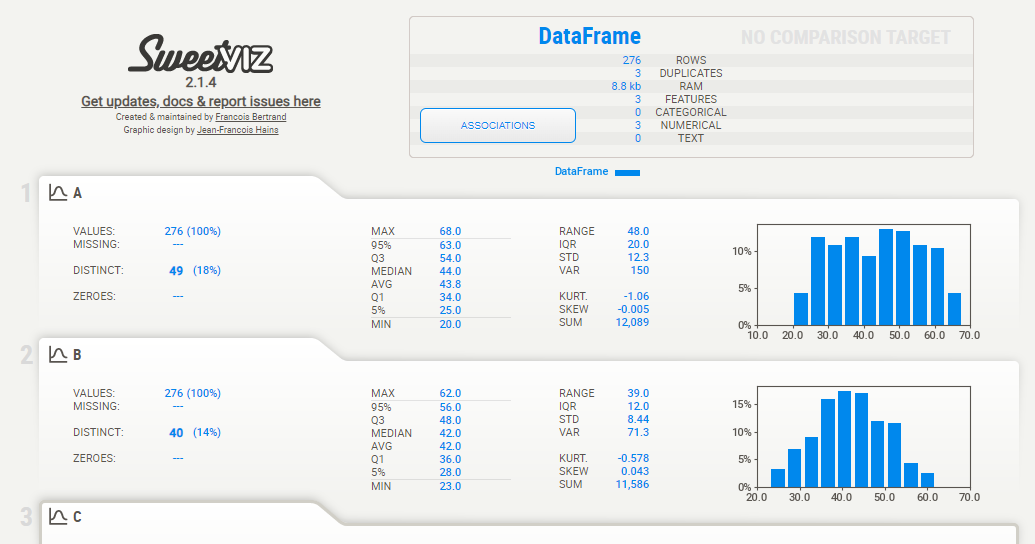 SweetVIZ
2.1.4
Get updates, docs & report issues here
Created & maintained by Francois Bertrand
Graphic design by Jean-Francois Hains
DataFrame NO COMPARISON TARGET
276 ROWS
3 DUPLICATES
8.8 kb RAM
3 FEATURES
0 CATEGORICAL
3 NUMERICAL
0 TEXT
ASSOCIATIONS
DataFrame
1 A
VALUES: 276 (100%)
MISSING: ---
DISTINCT: 49 (18%)
ZEROES: ---
MAX 68.0
95% 63.0
Q3 54.0
MEDIAN 44.0
AVG 43.8
Q1 34.0
5% 25.0
MIN 20.0
RANGE 48.0
IQR 20.0
STD 12.3
VAR 150
KURT. -1.06
SKEW -0.005
SUM 12,089
10%
5%
0%
10.0 20.0 30.0 40.0 50.0 60.0 70.0
2 B
VALUES: 276 (100%)
MISSING: ---
DISTINCT: 40 (14%)
ZEROES: ---
MAX 62.0
95% 56.0
Q3 48.0
MEDIAN 42.0
AVG 42.0
Q1 36.0
5% 28.0
MIN 23.0
RANGE 39.0
IQR 12.0
STD 8.44
VAR 71.3
KURT. -0.578
SKEW 0.043
SUM 11,586
15%
10%
5%
0%
20.0 30.0 40.0 50.0 60.0 70.0
3 C